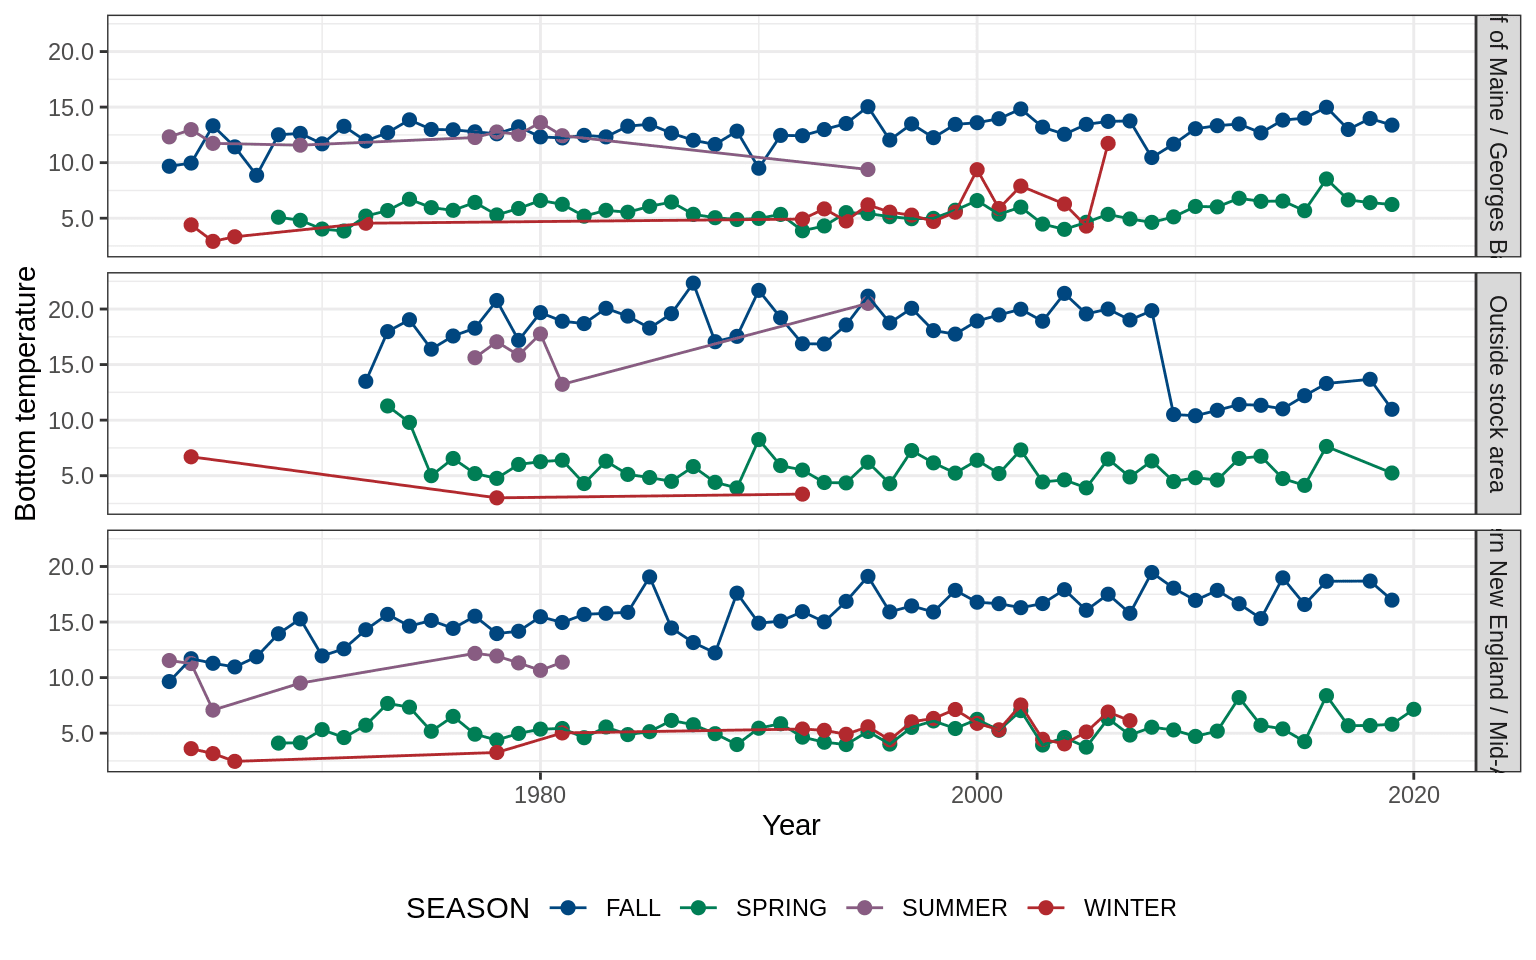 20.0
15.0
10.0
5.0
of Maine / Georges
20.0
15.0
10.0
5.0
Outside stock area
Bottom temperature
20.0
15.0
10.0
5.0
New England /
1980
2000
2020
Year
SEASON FALL SPRING SUMMER WINTER